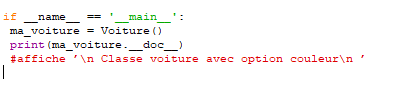 if __name__ == '__main__':
 ma_voiture = Voiture()
 print(ma_voiture.__doc__)
 #affiche '\n Classe voiture avec option couleur\n '